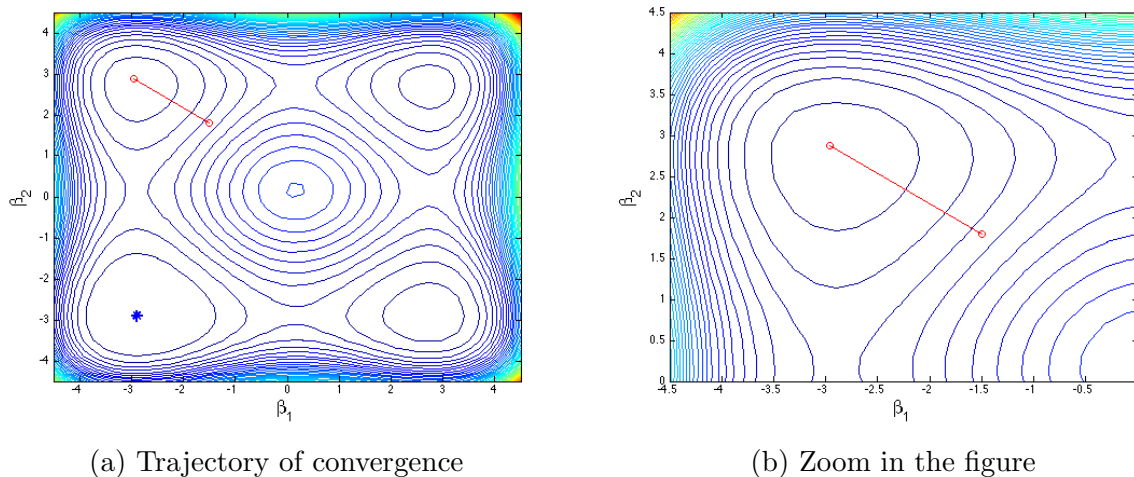 4
3
2
1
0
-1
-2
-3
-4
β2
-4 -3 -2 -1 0 1 2 3 4
β1
(a) Trajectory of convergence
4.5
4
3.5
3
2.5
2
1.5
1
0.5
0
β2
-4.5 -4 -3.5 -3 -2.5 -2 -1.5 -1 -0.5
β1
(b) Zoom in the figure